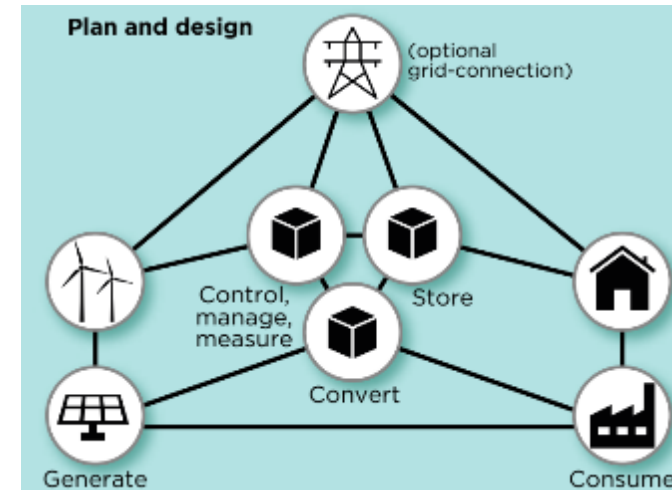 Plan and design
(optional
grid-connection)
Control,
manage,
measure
Store
Convert
Generate
Consume